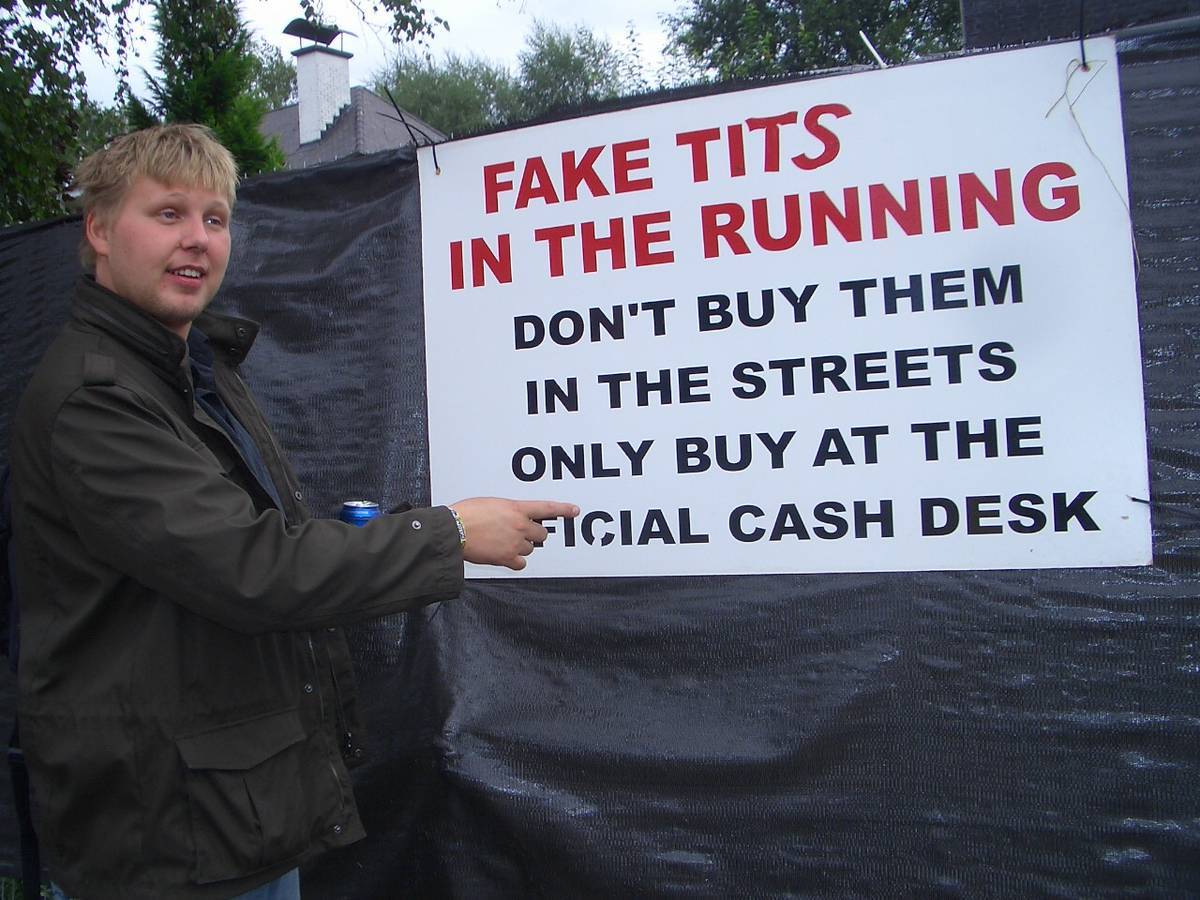 FAKE TITS
IN THE RUNNING
DON'T BUY THEM
IN THE STREETS
ONLY BUY AT THE
FICIAL CASH DESK